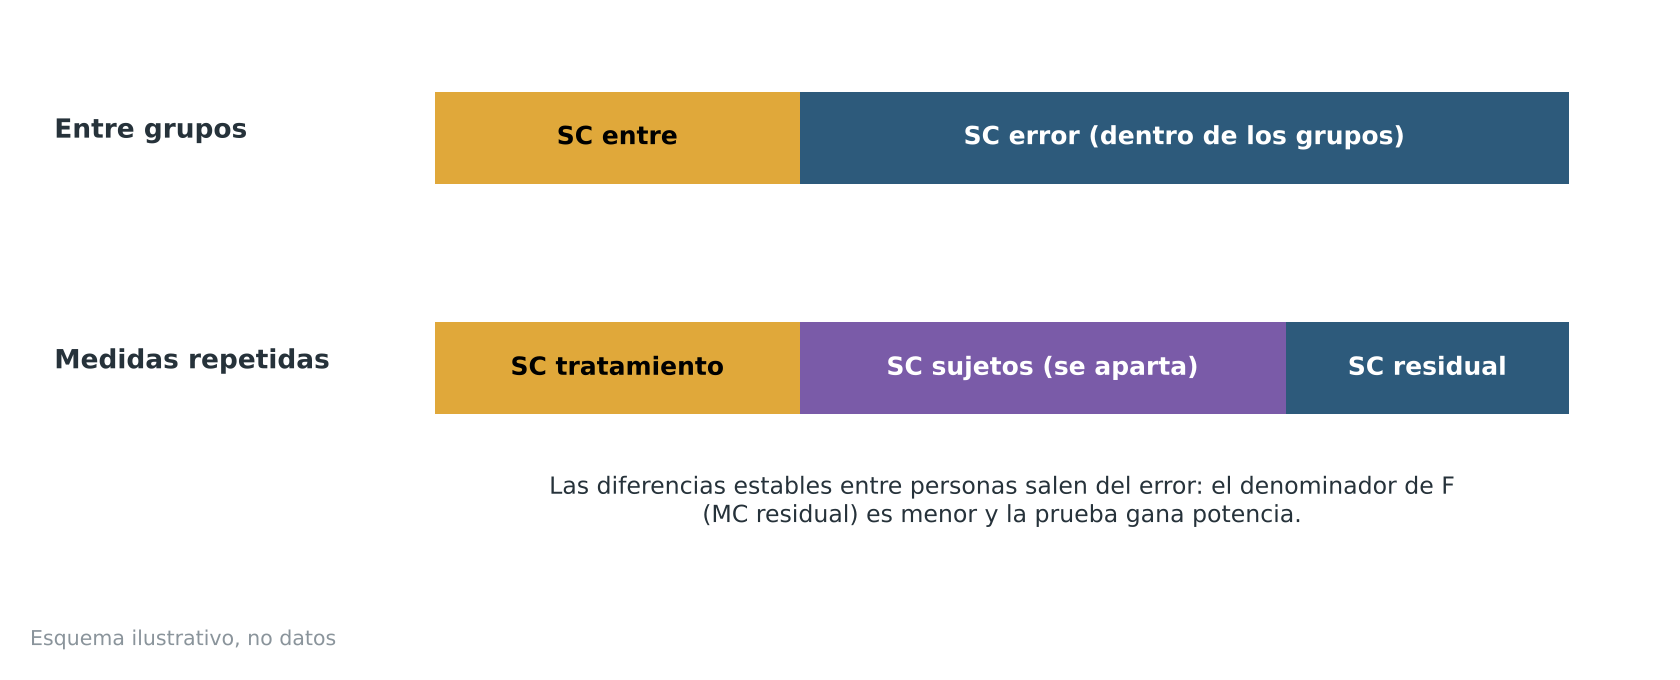 Entre grupos
SC entre
SC error (dentro de los grupos)
Medidas repetidas
SC tratamiento
SC sujetos (se aparta)
SC residual
Las diferencias estables entre personas salen del error: el denominador de F
(MC residual) es menor y la prueba gana potencia.
Esquema ilustrativo, no datos